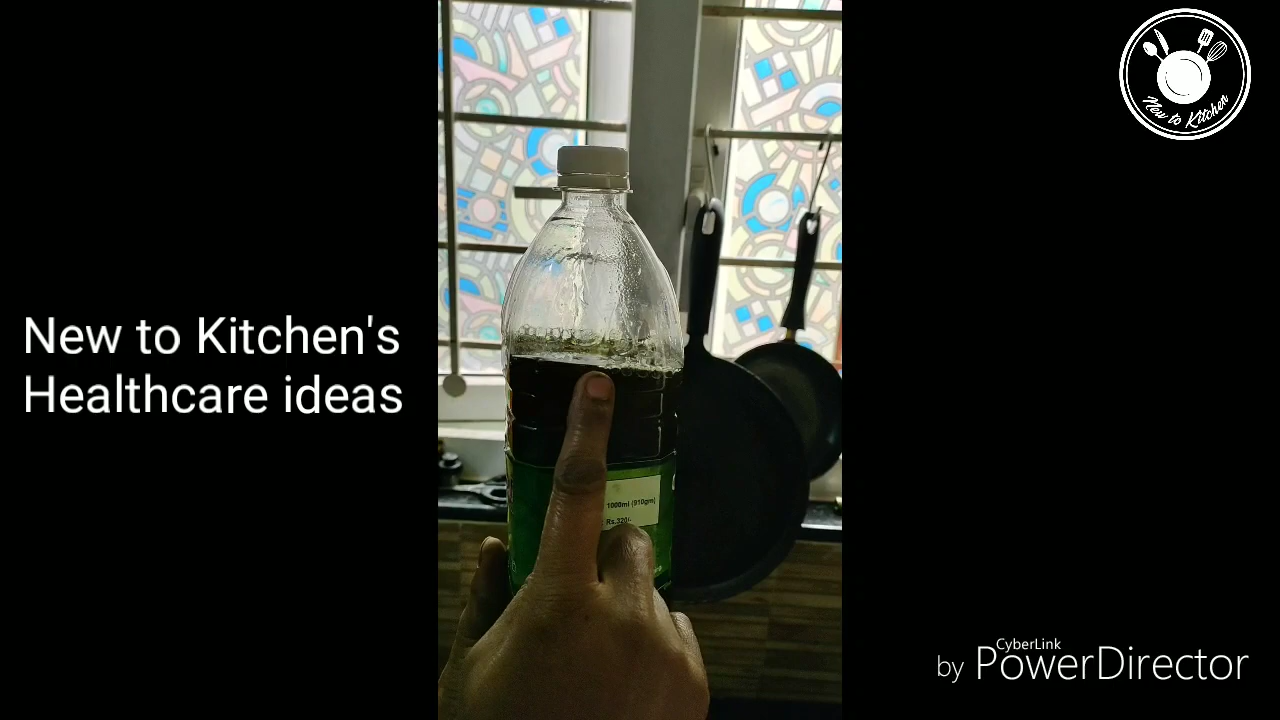 New to Kitchen
New to Kitchen's
Healthcare ideas
1000ml (910gm)
CyberLink
by PowerDirector